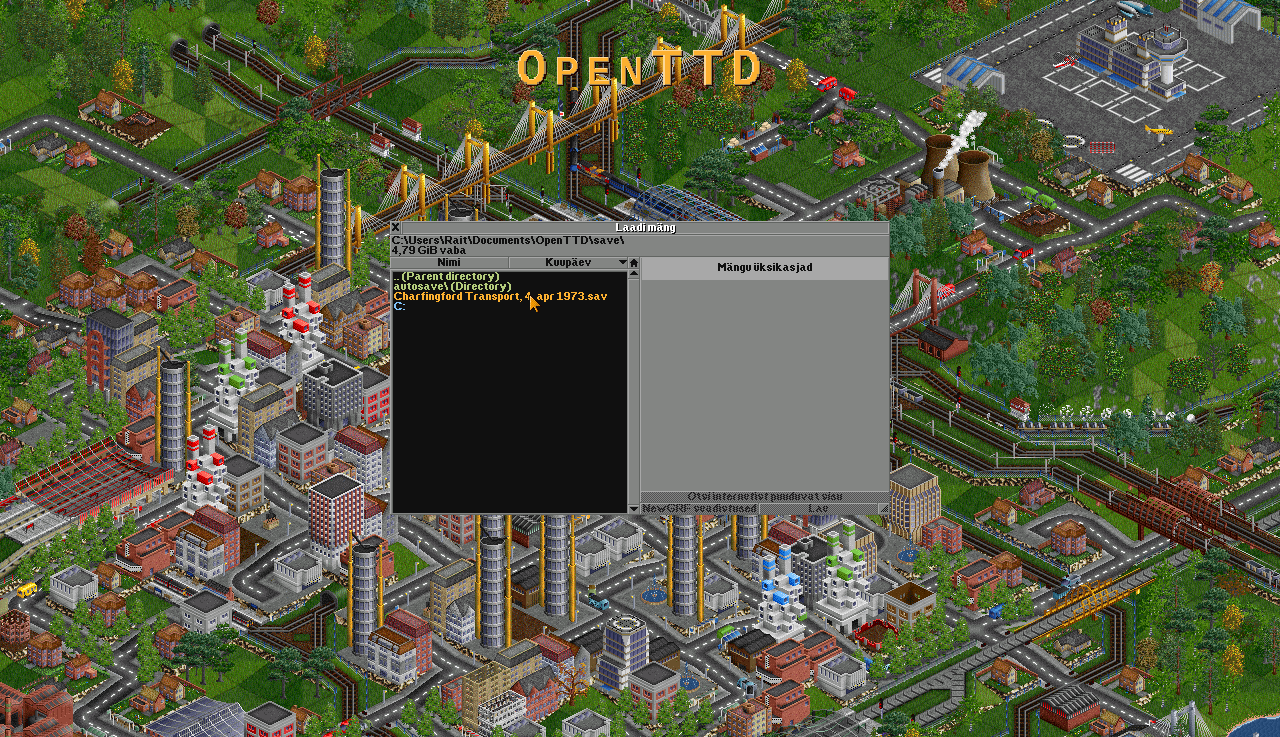 OpenTTD
Laadi mäng
C:\Users\Rait\Documents\OpenTTD\save\
4,79 GiB vaba
Nimi Kuupäev
Mängu üksikasjad
.. (Parent directory)
autosave\ (Directory)
Charfingford Transport, 4. apr 1973.sav
C:
Otsi internetist puuduvat sisu
NewGRF seadistused Lae